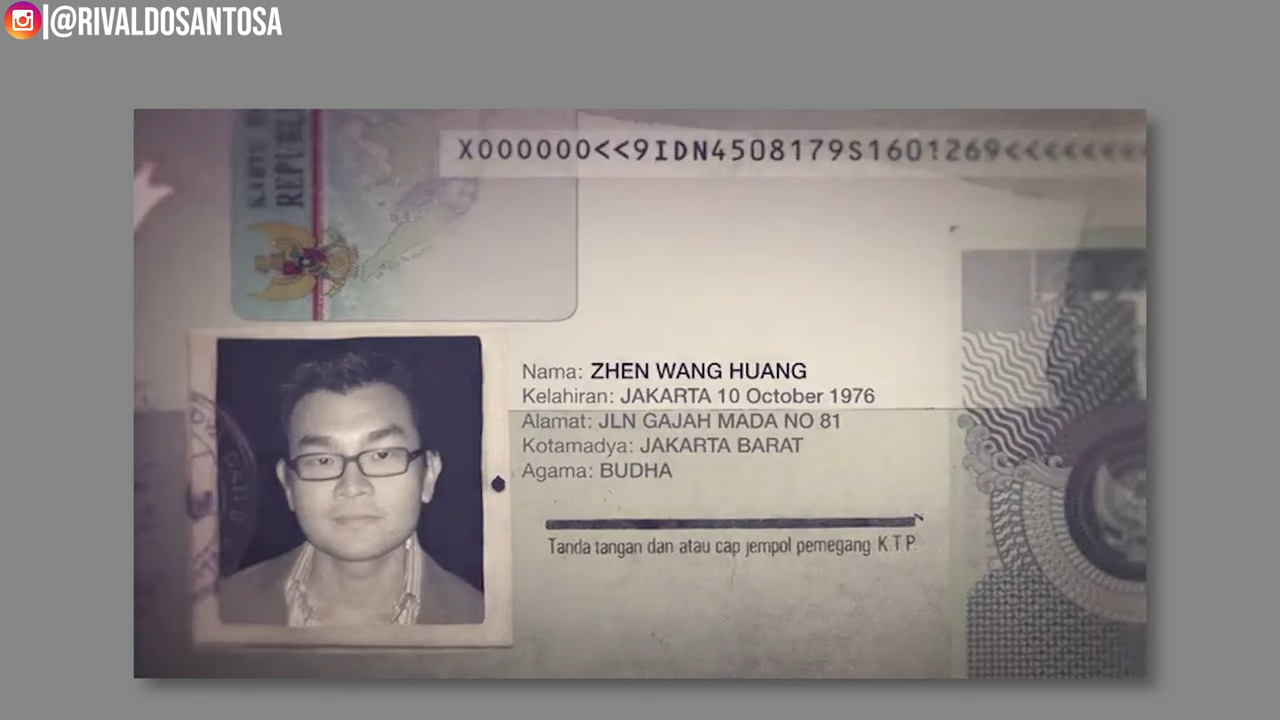 |@RIVALDOSANTOSA
REPUBL
X000000<<9IDN4508179S1601269<<<<<<<<
Nama: ZHEN WANG HUANG
Kelahiran: JAKARTA 10 October 1976
Alamat: JLN GAJAH MADA NO 81
Kotamadya: JAKARTA BARAT
Agama: BUDHA
Tanda tangan dan atau cap jempol pemegang K.T.P.